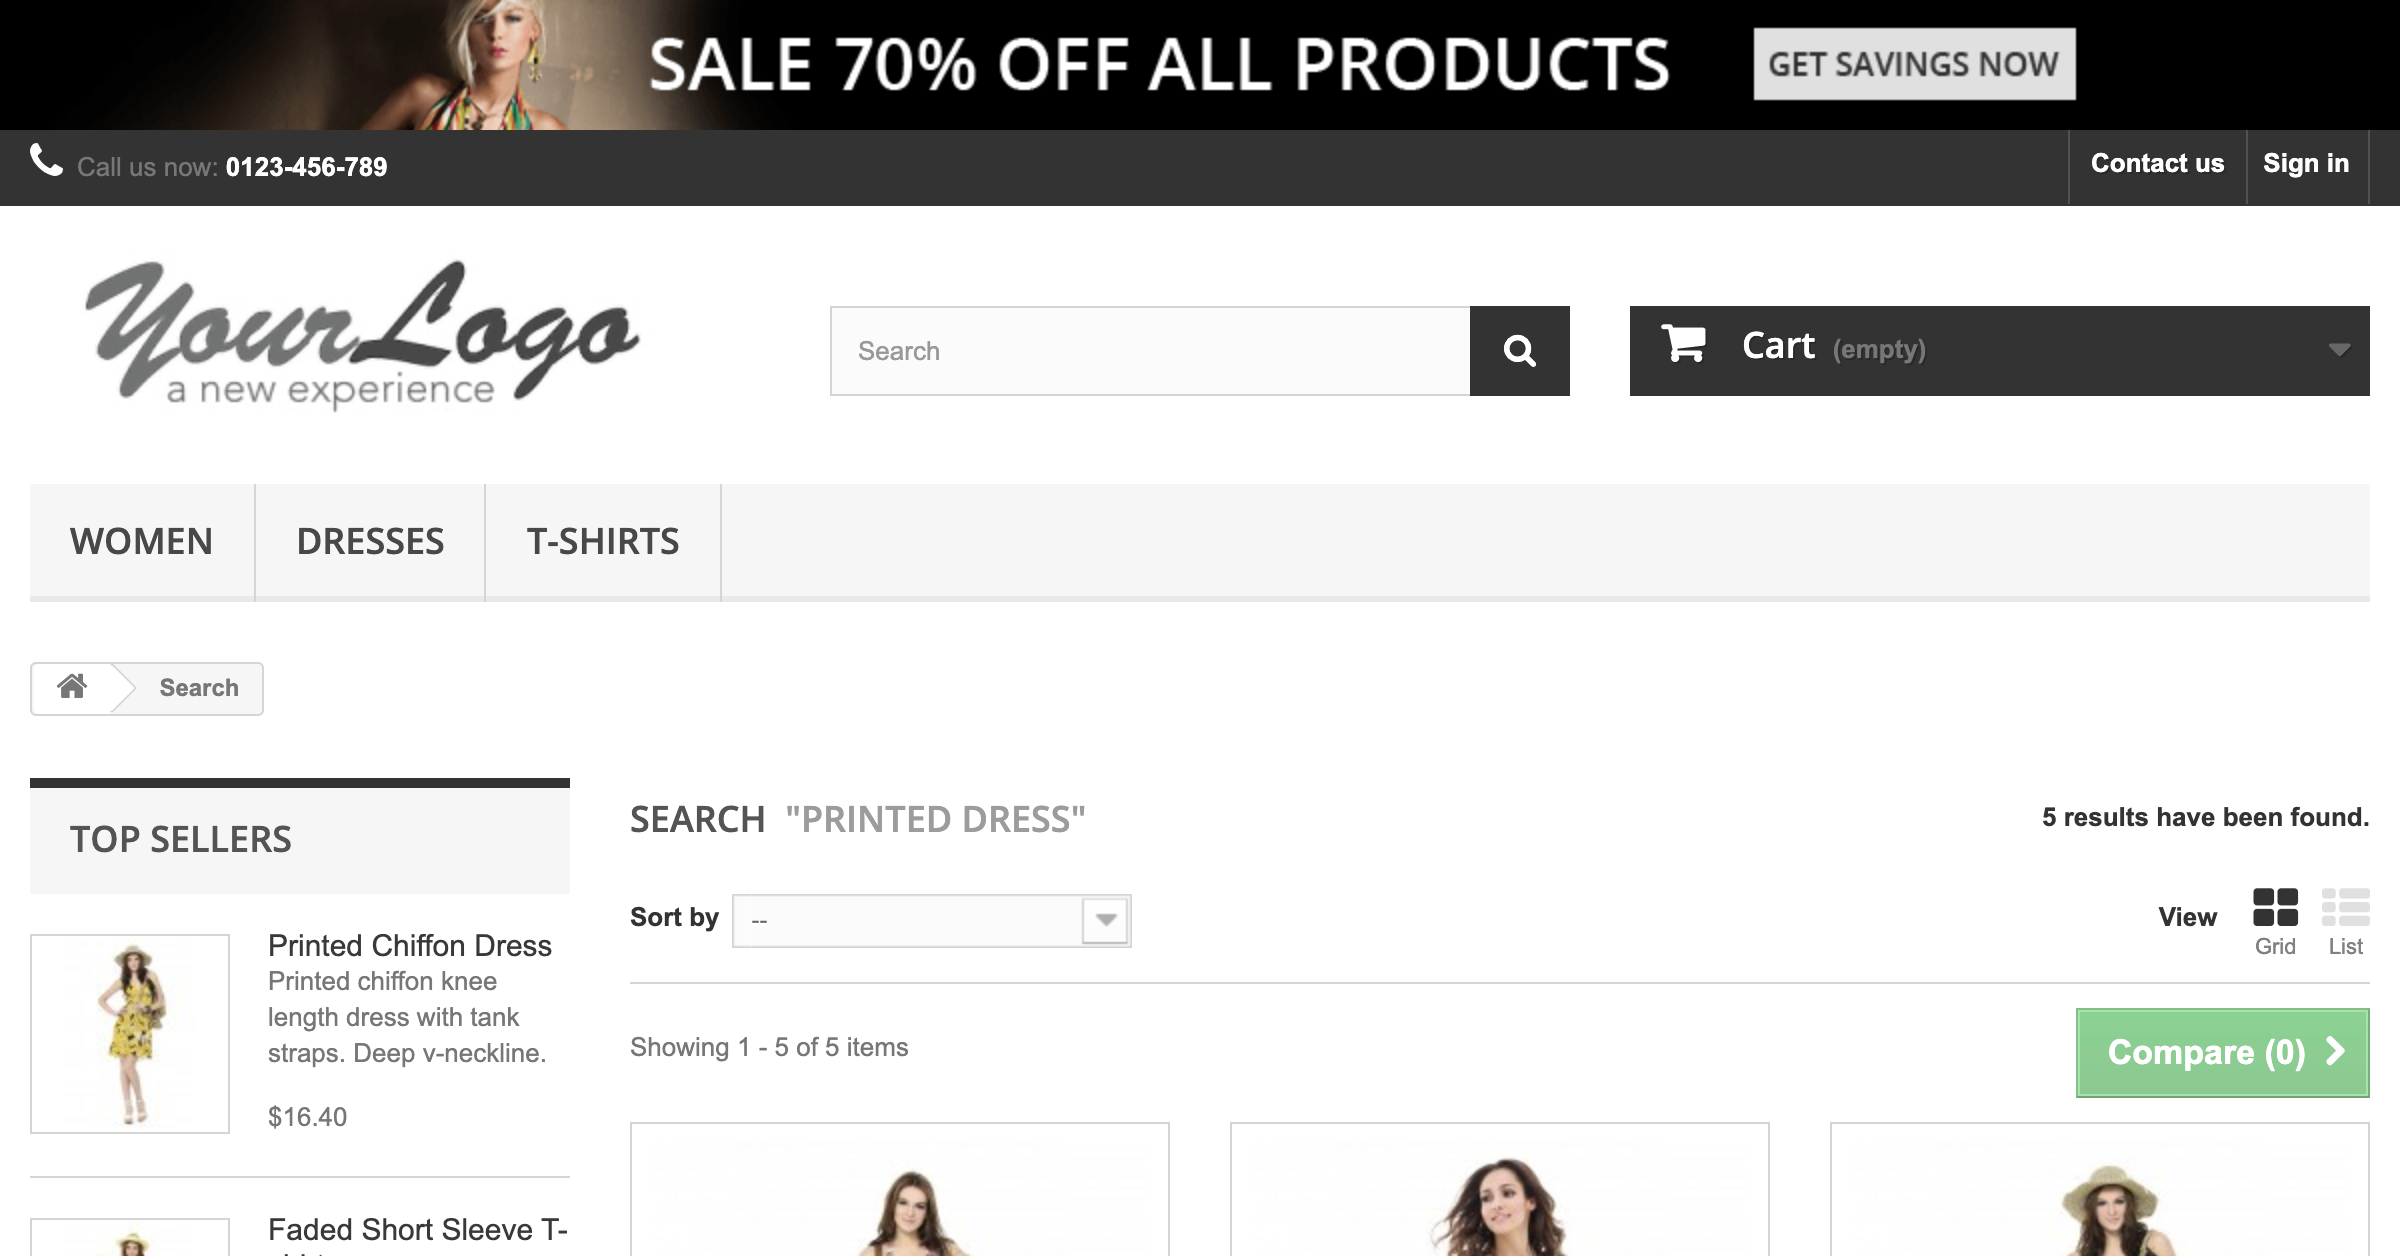 SALE 70% OFF ALL PRODUCTS
GET SAVINGS NOW
Call us now: 0123-456-789
Contact us
Sign in
YourLogo
a new experience
Search
Cart (empty)
WOMEN
DRESSES
T-SHIRTS
Search
TOP SELLERS
Printed Chiffon Dress
Printed chiffon knee
length dress with tank
straps. Deep v-neckline.
$16.40
Faded Short Sleeve T-
SEARCH "PRINTED DRESS"
5 results have been found.
Sort by
--
View
Grid
List
Showing 1 - 5 of 5 items
Compare (0)